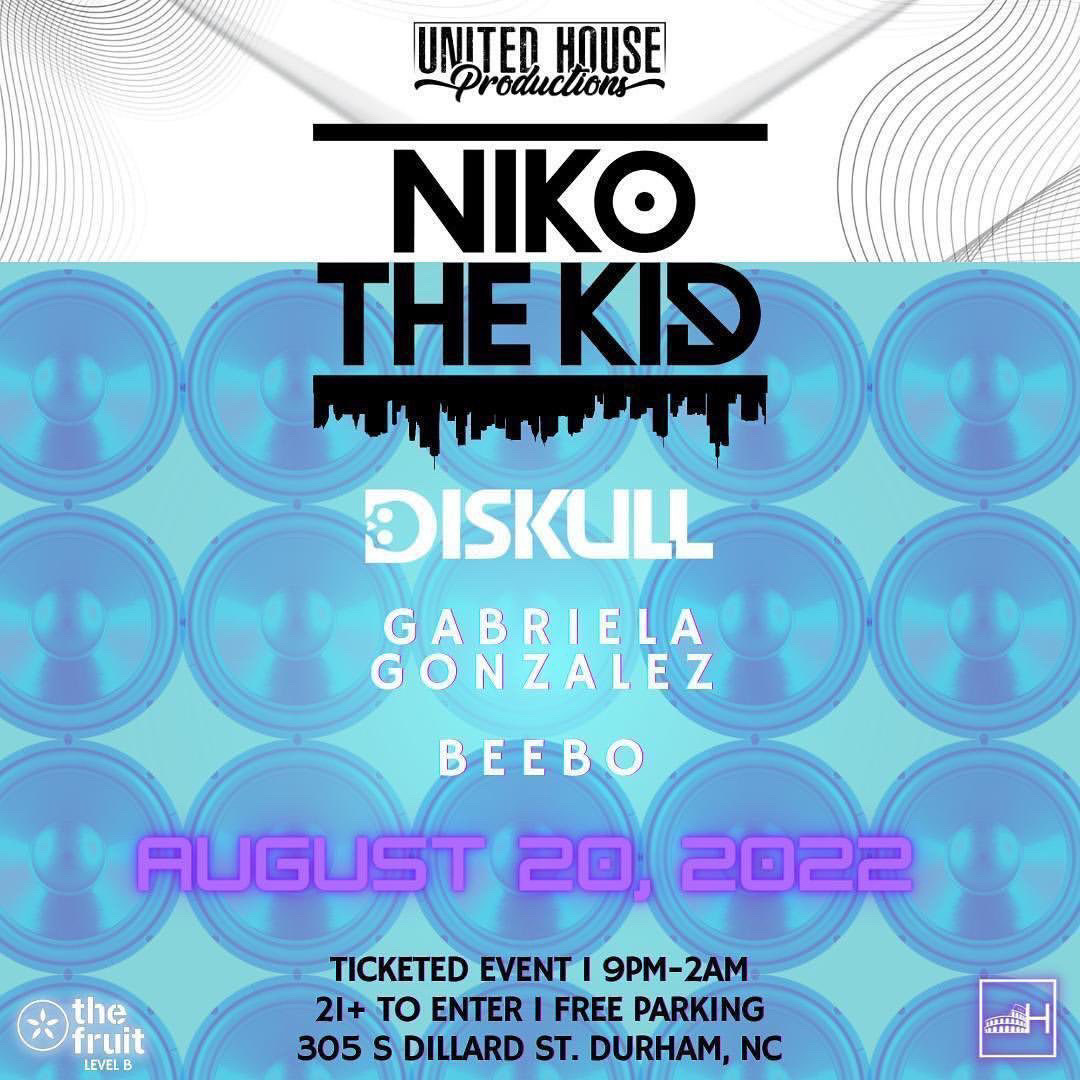 UNITED HOUSE
Productions
NIKO
THE KID
DISKULL
GABRIELA
GONZALEZ
BEEBO
AUGUST 20, 2022
TICKETED EVENT | 9PM-2AM
21+ TO ENTER | FREE PARKING
305 S DILLARD ST. DURHAM, NC
the
fruit
LEVEL B
H